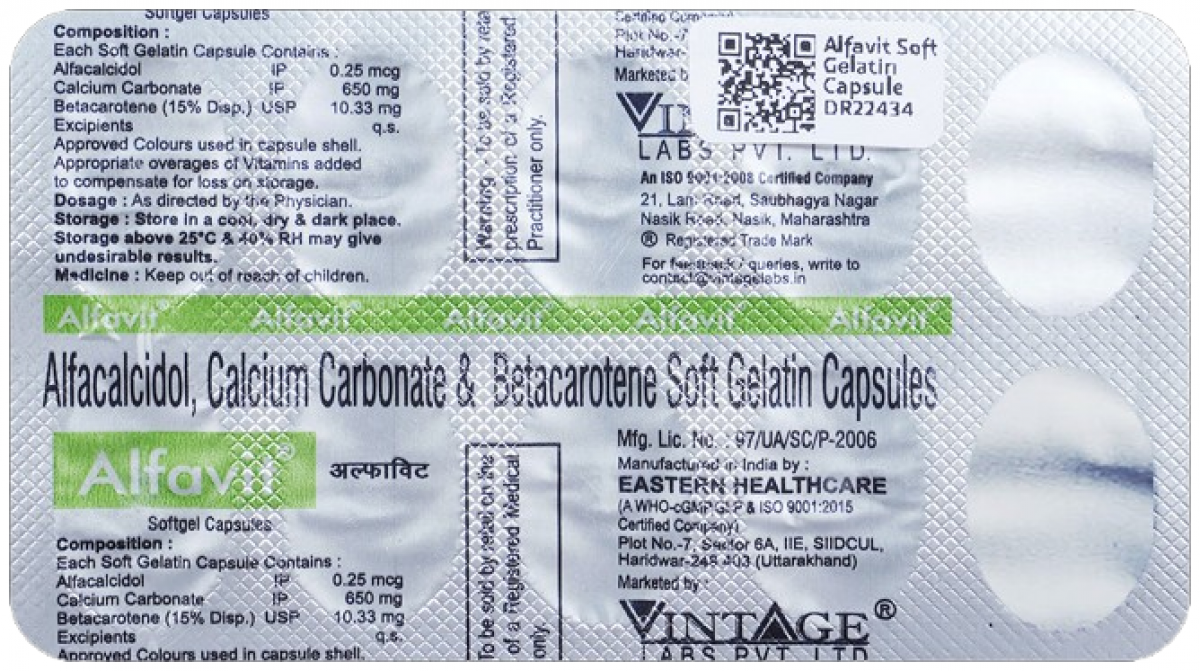 Softgel Capsules
Composition :
Each Soft Gelatin Capsule Contains :
Alfacalcidol IP 0.25 mcg
Calcium Carbonate IP 650 mg
Betacarotene (15% Disp.) USP 10.33 mg
Excipients q.s.
Approved Colours used in capsule shell.
Appropriate overages of Vitamins added
to compensate for loss on storage.
Dosage : As directed by the Physician.
Storage : Store in a cool, dry & dark place.
Storage above 25°C & 40% RH may give
undesirable results.
Medicine : Keep out of reach of children.
Warning - To be sold by retail
prescription of a Registered
Practitioner only.
Plot No.-7
Haridwar-
Marketed b
Alfavit Soft
Gelatin
Capsule
DR22434
VIN
LABS PVT. LTD.
An ISO 9001:2008 Certified Company
21, Lam Road, Saubhagya Nagar
Nasik Road, Nasik, Maharashtra
® Registered Trade Mark
For feedback / queries, write to
contact@vintagelabs.in
Alfavit® Alfavit® Alfavit® Alfavit® Alfavit®
Alfacalcidol, Calcium Carbonate & Betacarotene Soft Gelatin Capsules
Alfavit® अल्फाविट
Softgel Capsules
Composition :
Each Soft Gelatin Capsule Contains :
Alfacalcidol IP 0.25 mcg
Calcium Carbonate IP 650 mg
Betacarotene (15% Disp.) USP 10.33 mg
Excipients q.s.
Approved Colours used in capsule shell.
To be sold by retail on the
of a Registered Medical
only.
Mfg. Lic. No. : 97/UA/SC/P-2006
Manufactured in India by :
EASTERN HEALTHCARE
(A WHO-cGMP GLP & ISO 9001:2015
Certified Company)
Plot No.-7, Sector 6A, IIE, SIIDCUL,
Haridwar-249 403 (Uttarakhand)
Marketed by :
VINTAGE®
LABS PVT. LTD.